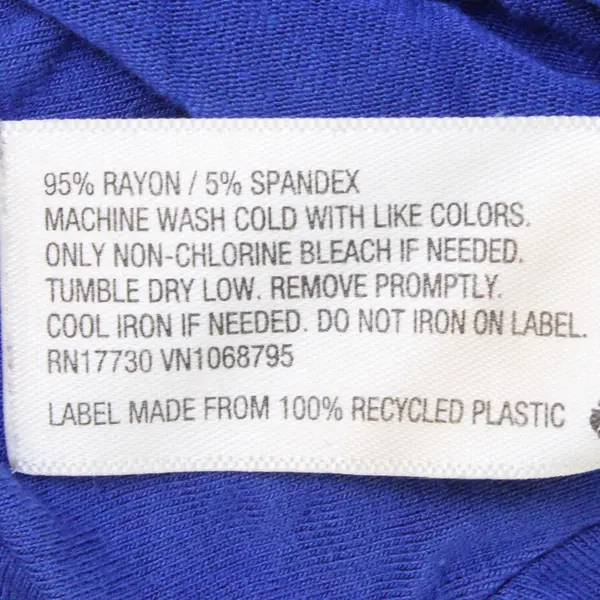 95% RAYON / 5% SPANDEX
MACHINE WASH COLD WITH LIKE COLORS.
ONLY NON-CHLORINE BLEACH IF NEEDED.
TUMBLE DRY LOW. REMOVE PROMPTLY.
COOL IRON IF NEEDED. DO NOT IRON ON LABEL.
RN17730 VN1068795
LABEL MADE FROM 100% RECYCLED PLASTIC